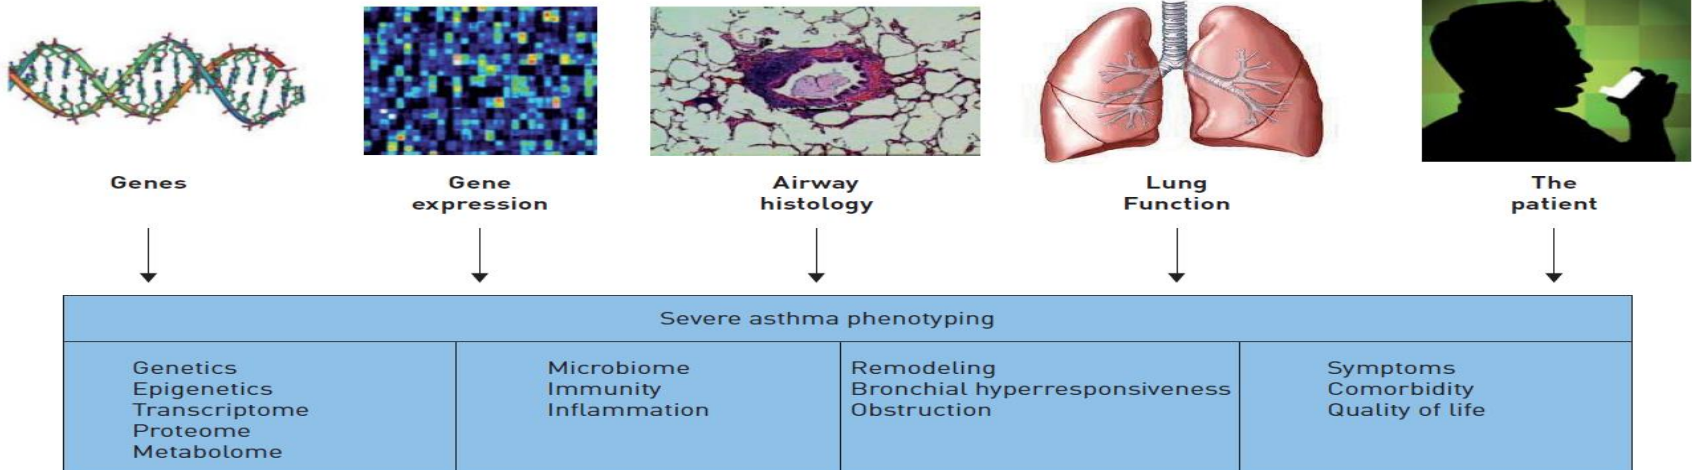 Genes
Gene
expression
Airway
histology
Lung
Function
The
patient
Severe asthma phenotyping
Genetics
Epigenetics
Transcriptome
Proteome
Metabolome
Microbiome
Immunity
Inflammation
Remodeling
Bronchial hyperresponsiveness
Obstruction
Symptoms
Comorbidity
Quality of life